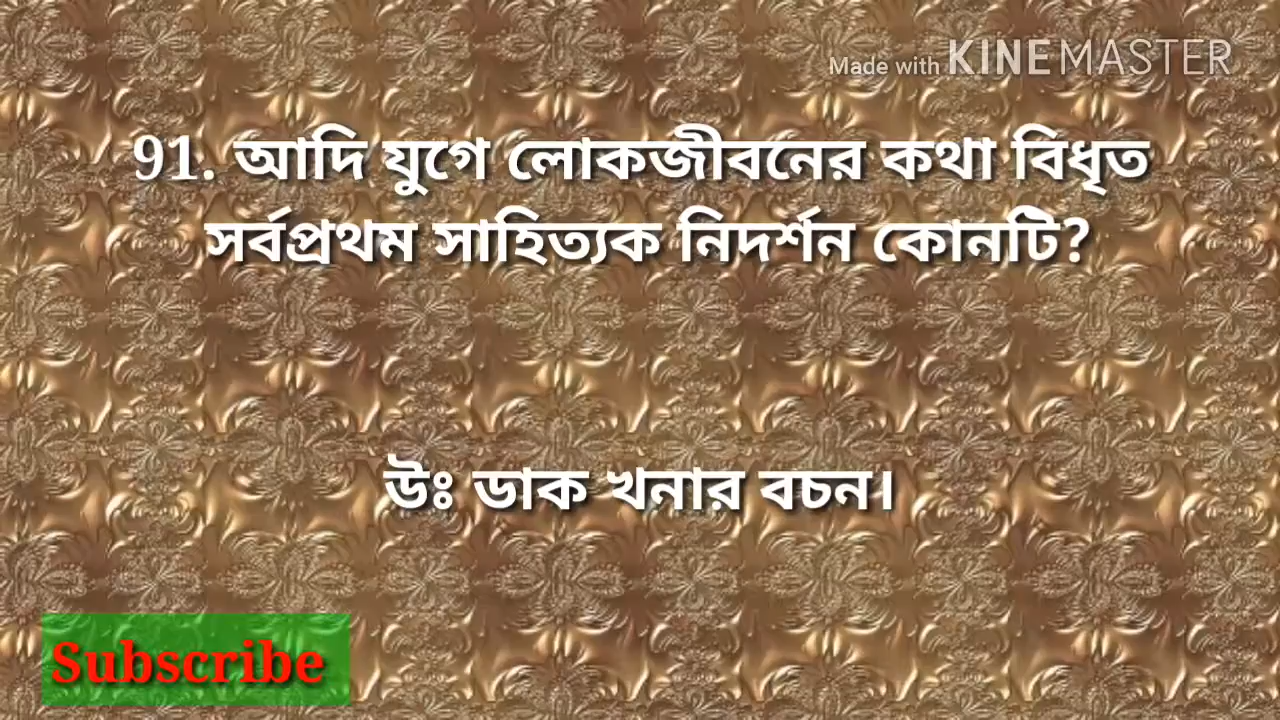 Made with KINEMASTER
91. আদি যুগে লোকজীবনের কথা বিধৃত
সর্বপ্রথম সাহিত্যক নিদর্শন কোনটি?
উঃ ডাক খনার বচন।
Subscribe